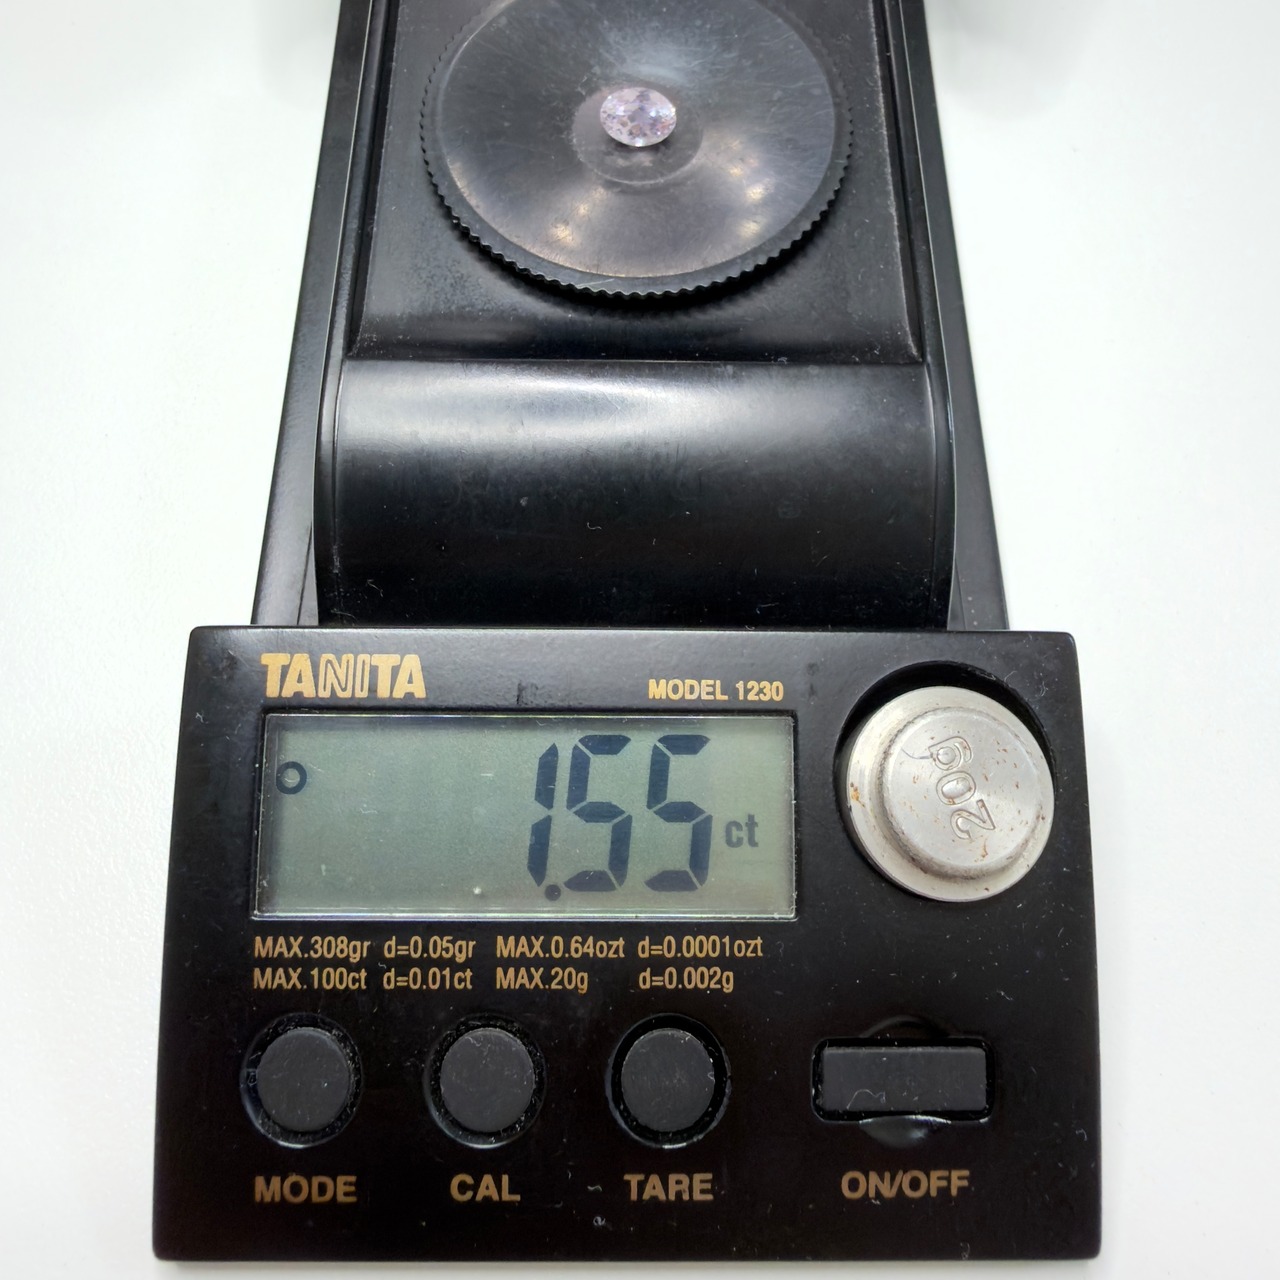 TANITA
MODEL 1230
1.55 ct
20g
MAX.308gr d=0.05gr MAX.0.64ozt d=0.0001ozt
MAX.100ct d=0.01ct MAX.20g d=0.002g
MODE CAL TARE ON/OFF